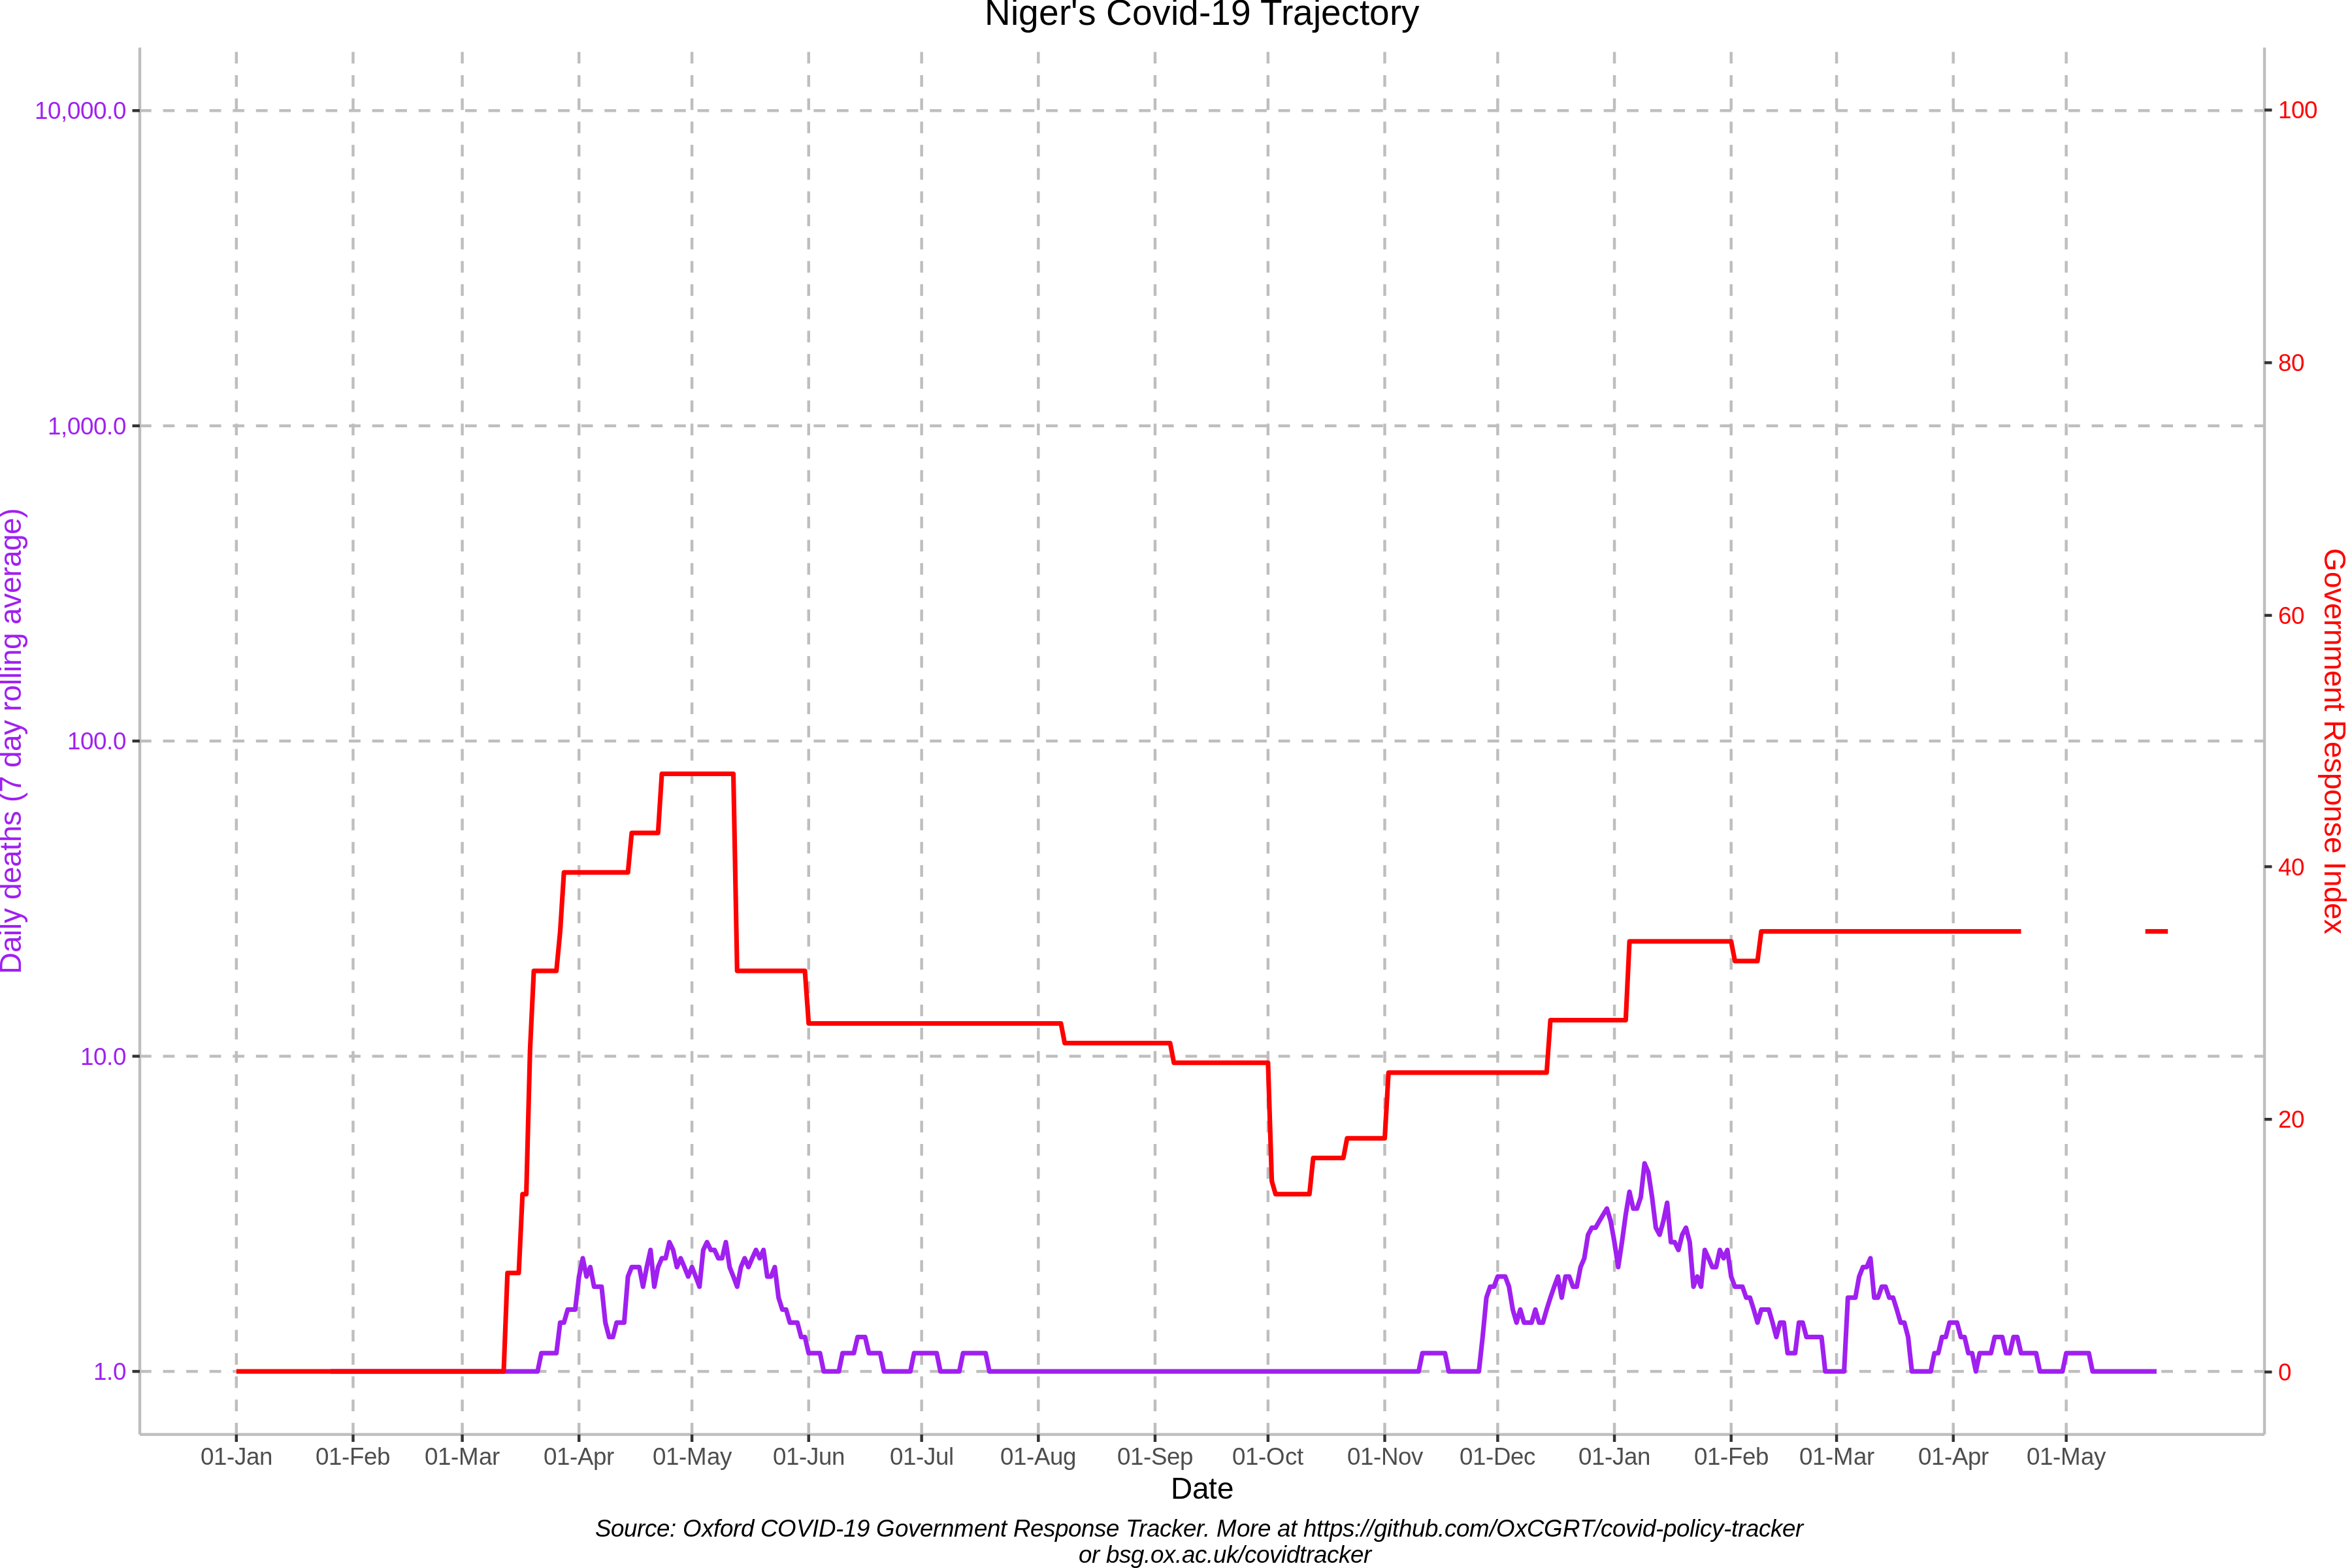 Niger's Covid-19 Trajectory
10,000.0
1,000.0
100.0
10.0
1.0
Daily deaths (7 day rolling average)
100
80
60
40
20
0
Government Response Index
01-Jan 01-Feb 01-Mar 01-Apr 01-May 01-Jun 01-Jul 01-Aug 01-Sep 01-Oct 01-Nov 01-Dec 01-Jan 01-Feb 01-Mar 01-Apr 01-May
Date
Source: Oxford COVID-19 Government Response Tracker. More at https://github.com/OxCGRT/covid-policy-tracker
or bsg.ox.ac.uk/covidtracker